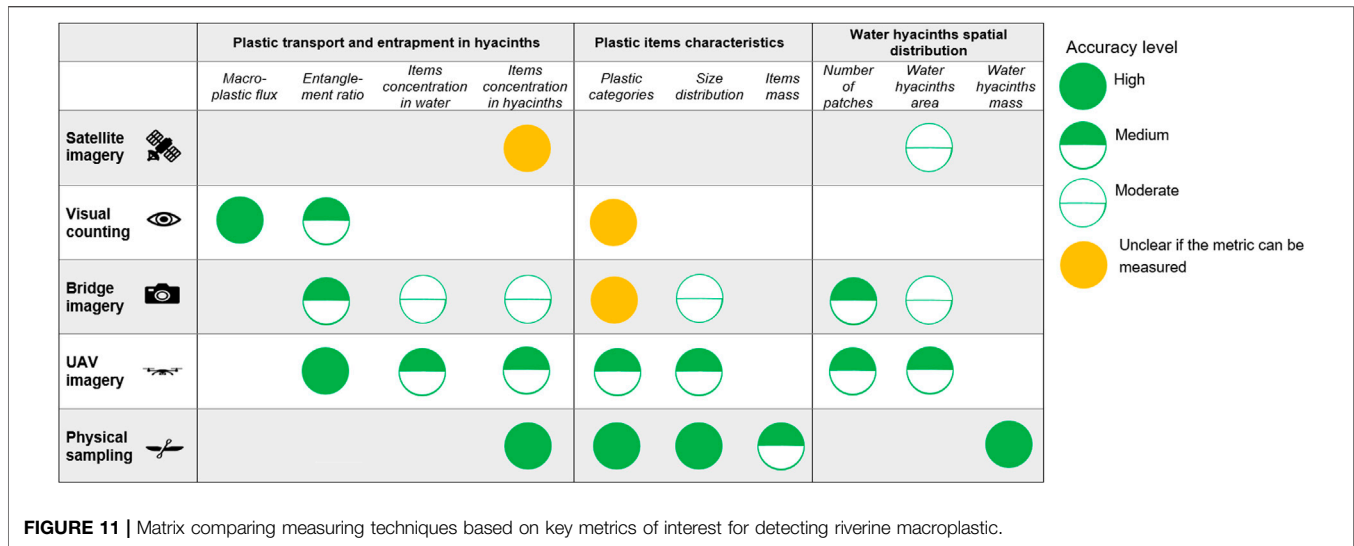 Plastic transport and entrapment in hyacinths
Plastic items characteristics
Water hyacinths spatial
distribution
Macro-
plastic flux
Entangle-
ment ratio
Items
concentration
in water
Items
concentration
in hyacinths
Plastic
categories
Size
distribution
Items
mass
Number
of
patches
Water
hyacinths
area
Water
hyacinths
mass
Satellite
imagery
Visual
counting
Bridge
imagery
UAV
imagery
Physical
sampling
Accuracy level
High
Medium
Moderate
Unclear if the metric can be
measured
FIGURE 11 | Matrix comparing measuring techniques based on key metrics of interest for detecting riverine macroplastic.